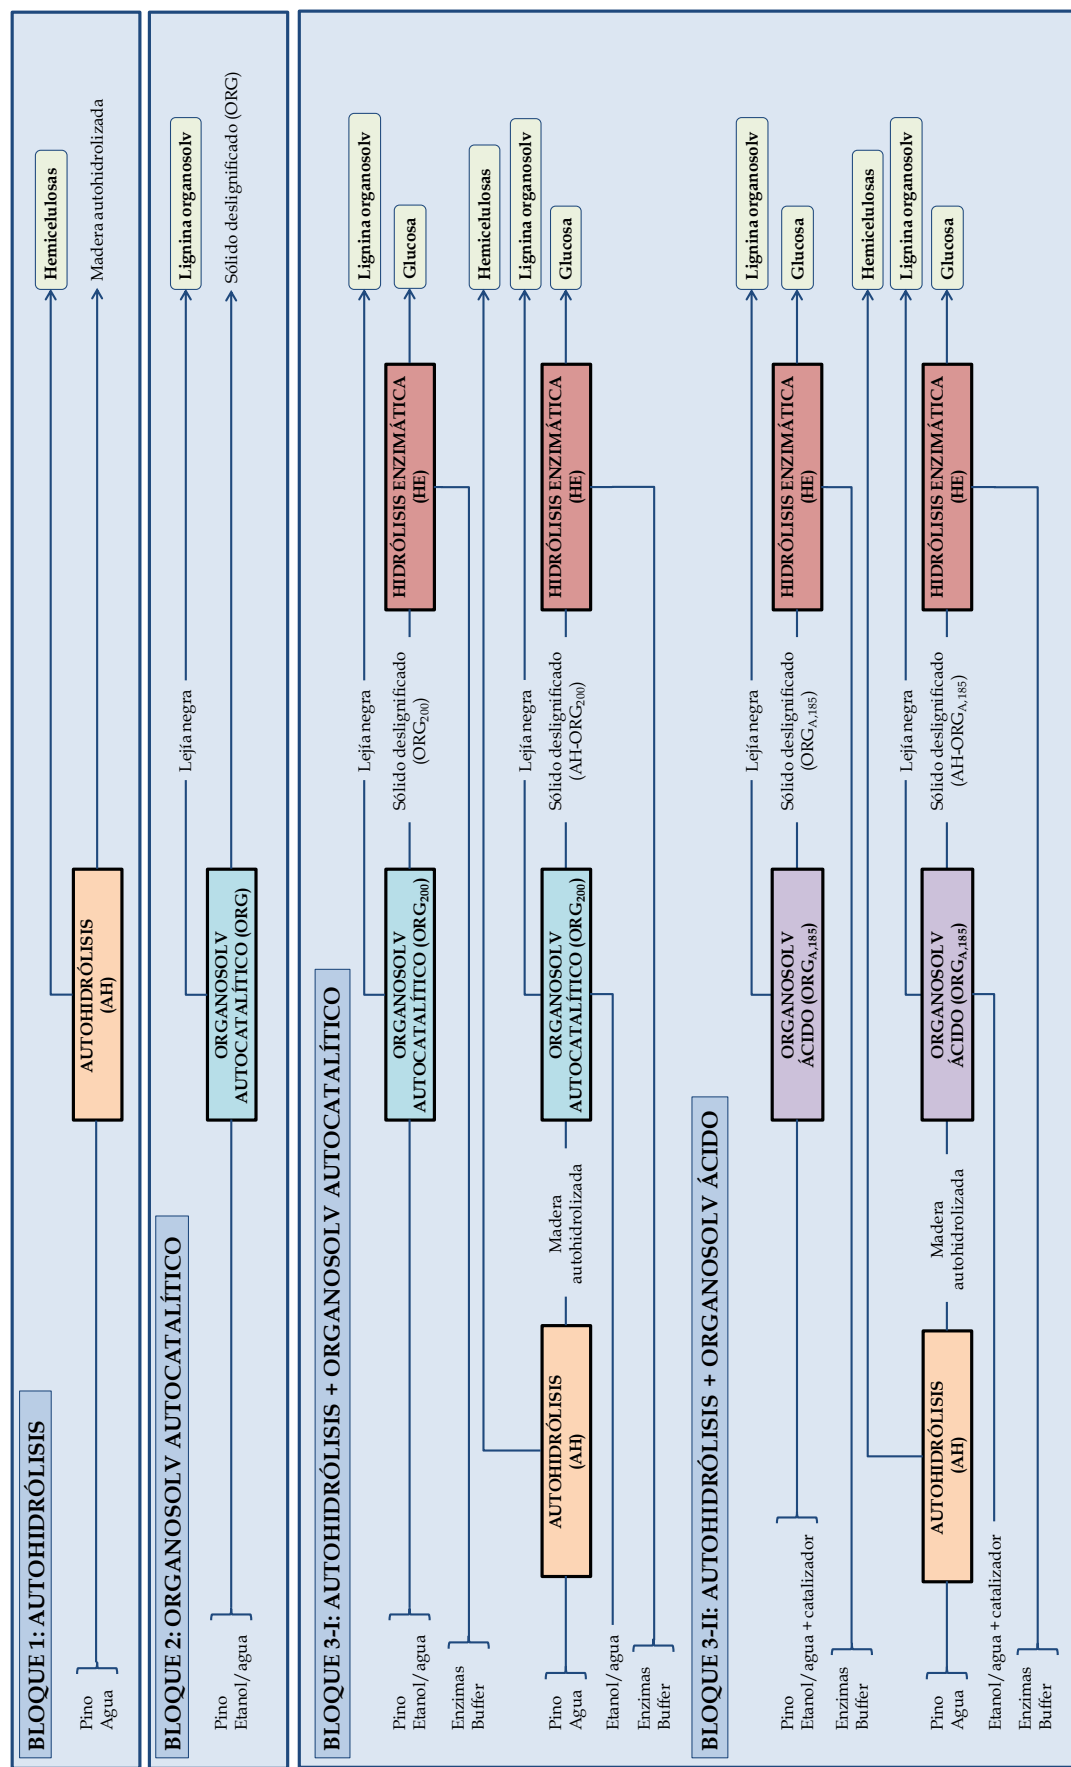 BLOQUE 1: AUTOHIDRÓLISIS
Pino
Agua
AUTOHIDRÓLISIS
(AH)
Hemicelulosas
Madera autohidrolizada
BLOQUE 2: ORGANOSOLV AUTOCATALÍTICO
Pino
Etanol/ agua
ORGANOSOLV
AUTOCATALÍTICO (ORG)
Lejía negra
Lignina organosolv
Sólido deslignificado (ORG)
BLOQUE 3-I: AUTOHIDRÓLISIS + ORGANOSOLV AUTOCATALÍTICO
Pino
Etanol/ agua
ORGANOSOLV
AUTOCATALÍTICO (ORG200)
Lejía negra
Sólido deslignificado
(ORG200)
HIDRÓLISIS ENZIMÁTICA
(HE)
Lignina organosolv
Glucosa
Enzimas
Buffer
Pino
Agua
AUTOHIDRÓLISIS
(AH)
Madera
autohidrolizada
ORGANOSOLV
AUTOCATALÍTICO (ORG200)
Lejía negra
Sólido deslignificado
(AH-ORG200)
HIDRÓLISIS ENZIMÁTICA
(HE)
Hemicelulosas
Lignina organosolv
Glucosa
Etanol/ agua
Enzimas
Buffer
BLOQUE 3-II: AUTOHIDRÓLISIS + ORGANOSOLV ÁCIDO
Pino
Etanol/ agua + catalizador
ORGANOSOLV
ÁCIDO (ORGA,185)
Lejía negra
Sólido deslignificado
(ORGA,185)
HIDRÓLISIS ENZIMÁTICA
(HE)
Lignina organosolv
Glucosa
Enzimas
Buffer
Pino
Agua
AUTOHIDRÓLISIS
(AH)
Madera
autohidrolizada
ORGANOSOLV
ÁCIDO (ORGA,185)
Lejía negra
Sólido deslignificado
(AH-ORGA,185)
HIDRÓLISIS ENZIMÁTICA
(HE)
Hemicelulosas
Lignina organosolv
Glucosa
Etanol/ agua + catalizador
Enzimas
Buffer